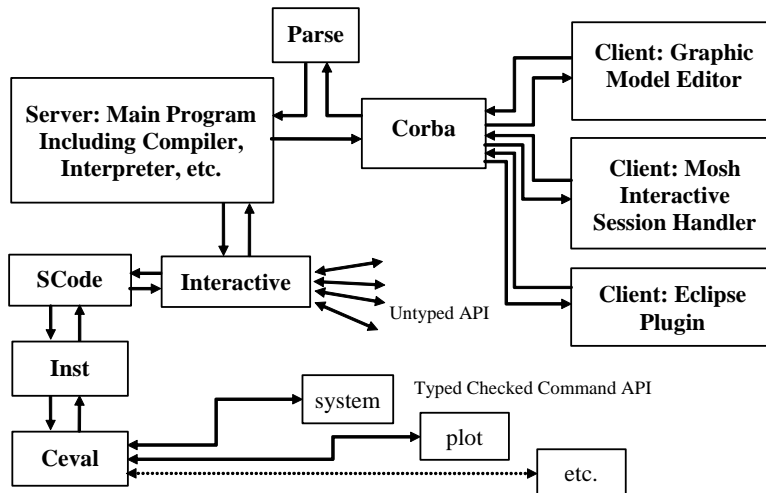 Parse
Client: Graphic
Model Editor
Server: Main Program
Including Compiler,
Interpreter, etc.
Corba
Client: Mosh
Interactive
Session Handler
SCode
Interactive
Untyped API
Client: Eclipse
Plugin
Inst
system
Typed Checked Command API
plot
Ceval
etc.